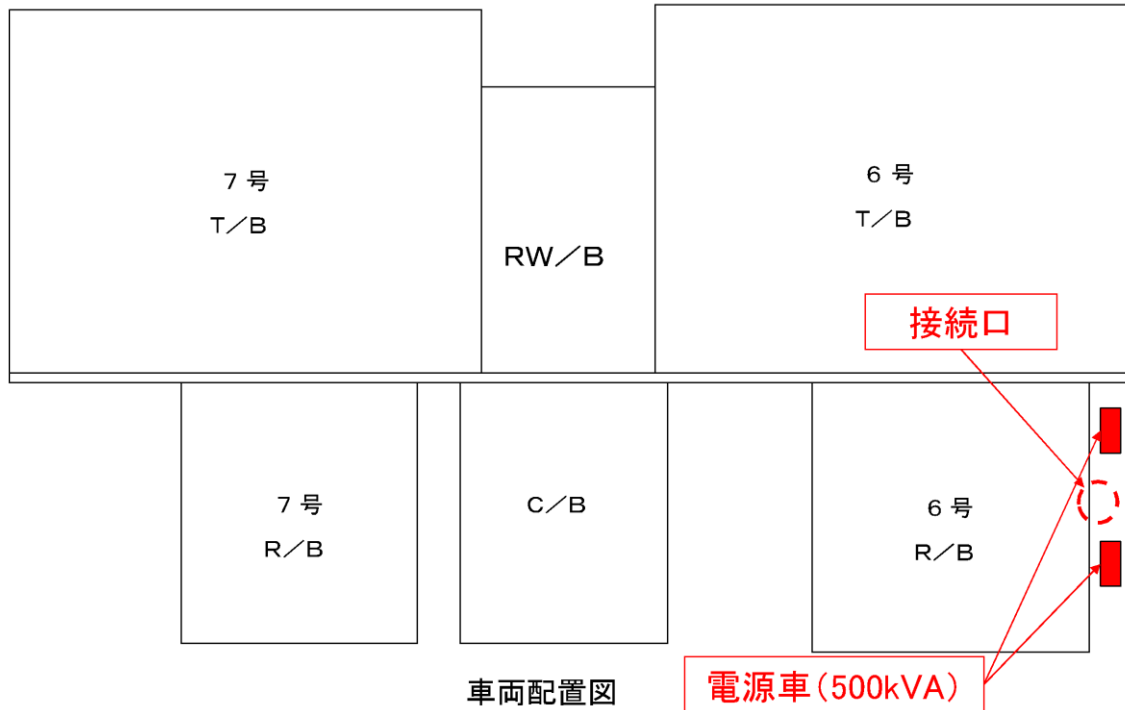 7 号
T/B
RW/B
6 号
T/B
接続口
7 号
R/B
C/B
6 号
R/B
車両配置図
電源車(500kVA)